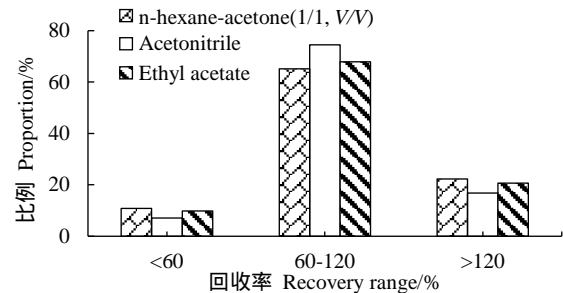 n-hexane-acetone(1/1, V/V)
Acetonitrile
Ethyl acetate
比例 Proportion/%
80
60
40
20
0
<60
60-120
>120
回收率 Recovery range/%